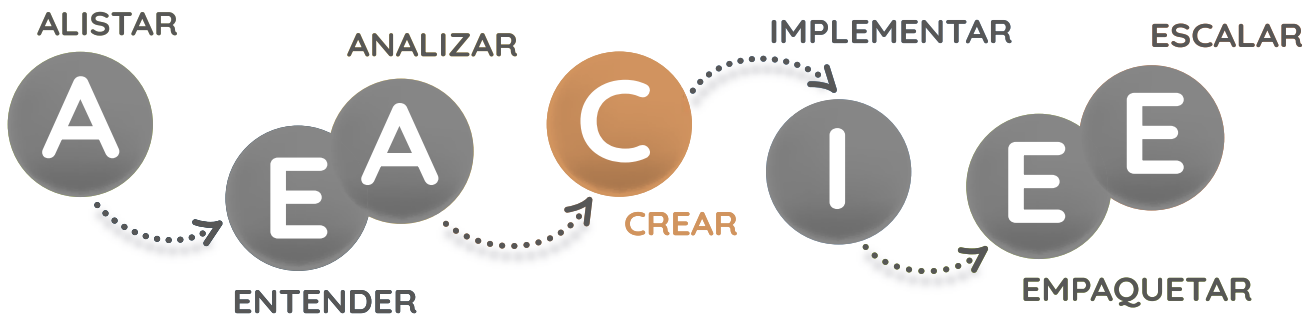 ALISTAR
A
ENTENDER
E
ANALIZAR
A
CREAR
C
IMPLEMENTAR
I
EMPAQUETAR
E
ESCALAR
E